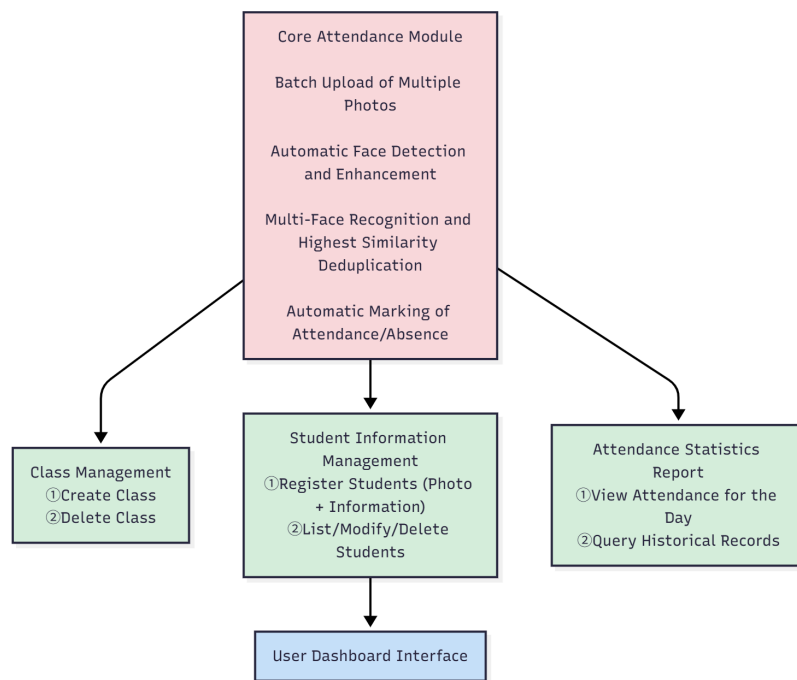 Core Attendance Module
Batch Upload of Multiple
Photos
Automatic Face Detection
and Enhancement
Multi-Face Recognition and
Highest Similarity
Deduplication
Automatic Marking of
Attendance/Absence
Class Management
①Create Class
②Delete Class
Student Information
Management
①Register Students (Photo
+ Information)
②List/Modify/Delete
Students
Attendance Statistics
Report
①View Attendance for the
Day
②Query Historical Records
User Dashboard Interface